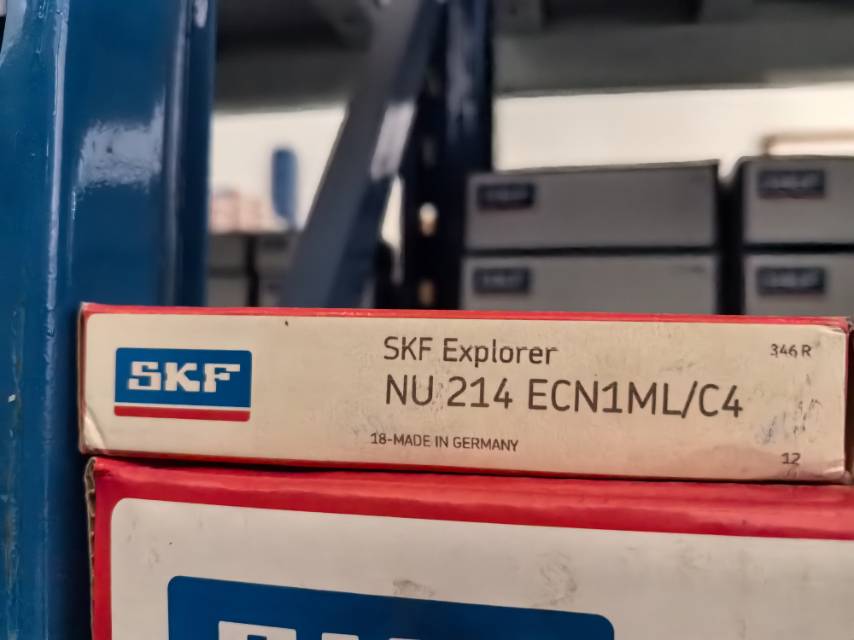 SKF
SKF Explorer
346 R
NU 214 ECN1ML/C4
18-MADE IN GERMANY
12